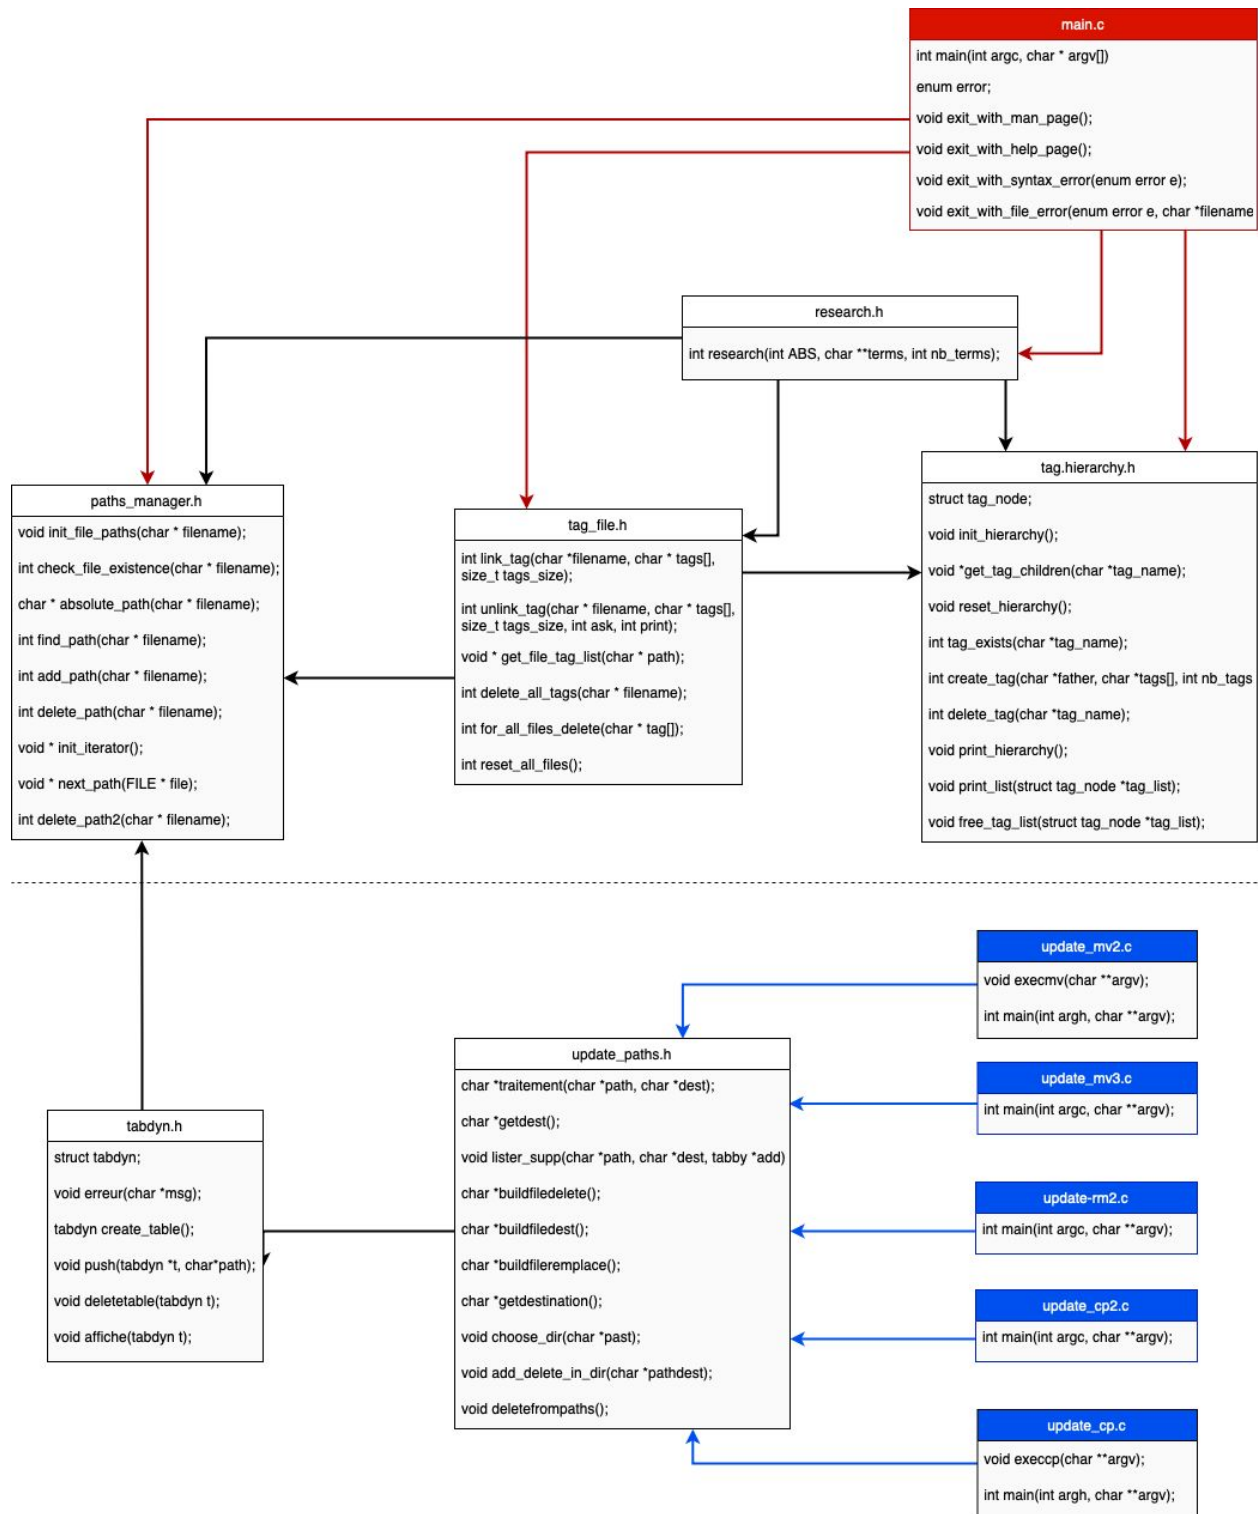 main.c
int main(int argc, char * argv[])
enum error;
void exit_with_man_page();
void exit_with_help_page();
void exit_with_syntax_error(enum error e);
void exit_with_file_error(enum error e, char *filename
research.h
int research(int ABS, char **terms, int nb_terms);
paths_manager.h
void init_file_paths(char * filename);
int check_file_existence(char * filename);
char * absolute_path(char * filename);
int find_path(char * filename);
int add_path(char * filename);
int delete_path(char * filename);
void * init_iterator();
void * next_path(FILE * file);
int delete_path2(char * filename);
tag_file.h
int link_tag(char *filename, char * tags[],
size_t tags_size);
int unlink_tag(char * filename, char * tags[],
size_t tags_size, int ask, int print);
void * get_file_tag_list(char * path);
int delete_all_tags(char * filename);
int for_all_files_delete(char * tag[]);
int reset_all_files();
tag.hierarchy.h
struct tag_node;
void init_hierarchy();
void *get_tag_children(char *tag_name);
void reset_hierarchy();
int tag_exists(char *tag_name);
int create_tag(char *father, char *tags[], int nb_tags
int delete_tag(char *tag_name);
void print_hierarchy();
void print_list(struct tag_node *tag_list);
void free_tag_list(struct tag_node *tag_list);
tabdyn.h
struct tabdyn;
void erreur(char *msg);
tabdyn create_table();
void push(tabdyn *t, char*path);
void deletetable(tabdyn t);
void affiche(tabdyn t);
update_paths.h
char *traitement(char *path, char *dest);
char *getdest();
void lister_supp(char *path, char *dest, tabby *add)
char *buildfiledelete();
char *buildfiledest();
char *buildfileremplace();
char *getdestination();
void choose_dir(char *past);
void add_delete_in_dir(char *pathdest);
void deletefrompaths();
update_mv2.c
void execmv(char **argv);
int main(int argh, char **argv);
update_mv3.c
int main(int argc, char **argv);
update-rm2.c
int main(int argc, char **argv);
update_cp2.c
int main(int argc, char **argv);
update_cp.c
void execcp(char **argv);
int main(int argh, char **argv);